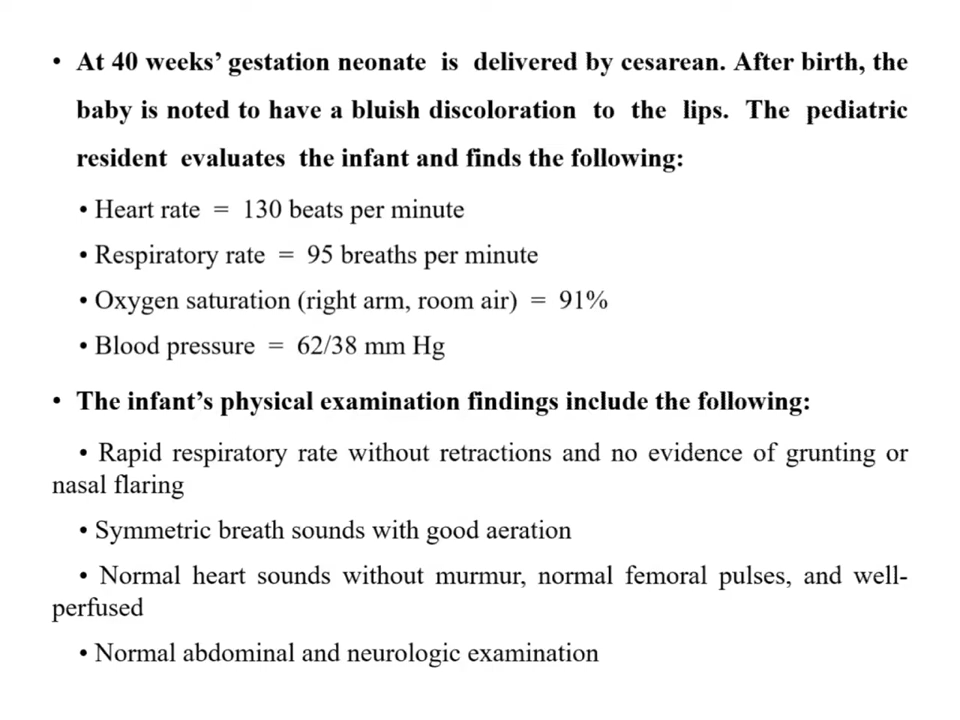 • At 40 weeks’ gestation neonate is delivered by cesarean. After birth, the
baby is noted to have a bluish discoloration to the lips. The pediatric
resident evaluates the infant and finds the following:
• Heart rate = 130 beats per minute
• Respiratory rate = 95 breaths per minute
• Oxygen saturation (right arm, room air) = 91%
• Blood pressure = 62/38 mm Hg
• The infant’s physical examination findings include the following:
• Rapid respiratory rate without retractions and no evidence of grunting or
nasal flaring
• Symmetric breath sounds with good aeration
• Normal heart sounds without murmur, normal femoral pulses, and well-
perfused
• Normal abdominal and neurologic examination